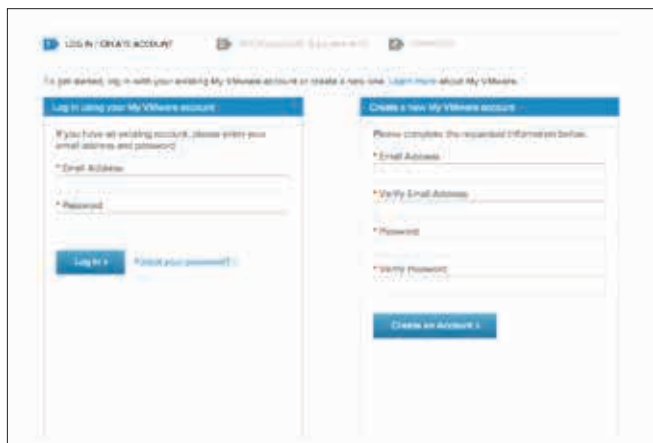 LOG IN / CREATE ACCOUNT
To get started, log in with your existing My VMware account or create a new one. Learn more about My VMware.
Log in using your My VMware account
If you have an existing account, please enter your
email address and password
* Email Address
* Password
Log In
Forgot your password?
Create a new My VMware account
Please complete the requested information below.
* Email Address
* Verify Email Address
* Password
* Verify Password
Create an Account